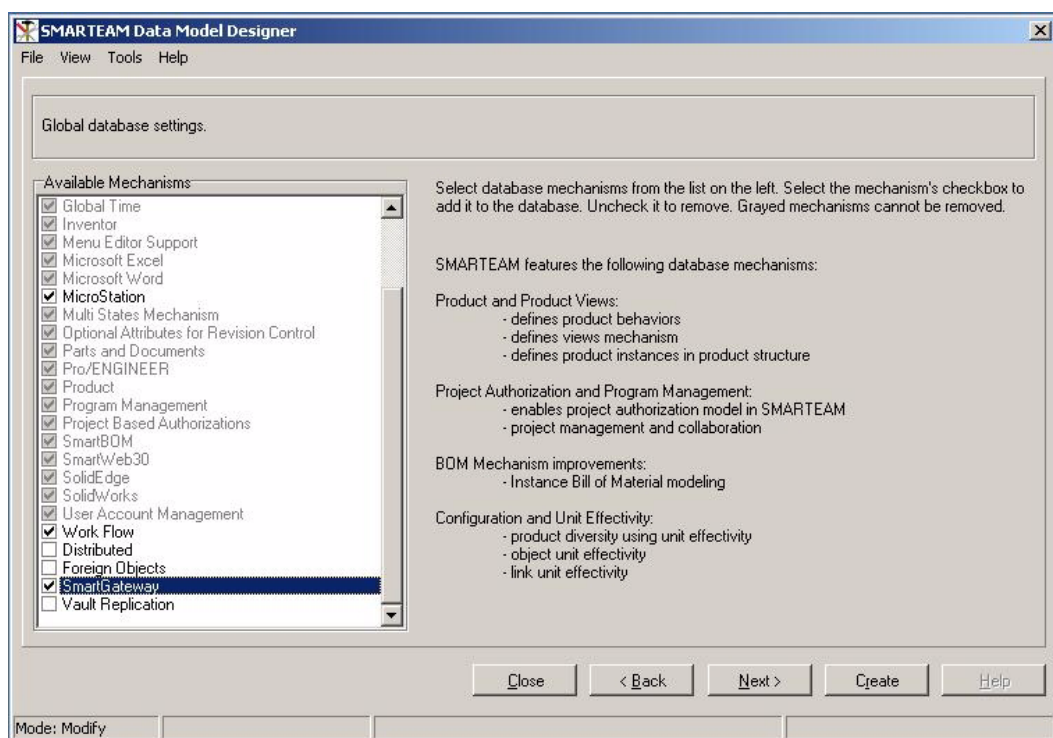 SMARTEAM Data Model Designer
File View Tools Help
Global database settings.
Available Mechanisms
Global Time
Inventor
Menu Editor Support
Microsoft Excel
Microsoft Word
MicroStation
Multi States Mechanism
Optional Attributes for Revision Control
Parts and Documents
Pro/ENGINEER
Product
Program Management
Project Based Authorizations
SmartBOM
SmartWeb30
SolidEdge
SolidWorks
User Account Management
Work Flow
Distributed
Foreign Objects
SmartGateway
Vault Replication
Select database mechanisms from the list on the left. Select the mechanism's checkbox to
add it to the database. Uncheck it to remove. Grayed mechanisms cannot be removed.
SMARTEAM features the following database mechanisms:
Product and Product Views:
- defines product behaviors
- defines views mechanism
- defines product instances in product structure
Project Authorization and Program Management:
- enables project authorization model in SMARTEAM
- project management and collaboration
BOM Mechanism improvements:
- Instance Bill of Material modeling
Configuration and Unit Effectivity:
- product diversity using unit effectivity
- object unit effectivity
- link unit effectivity
Close < Back Next > Create Help
Mode: Modify